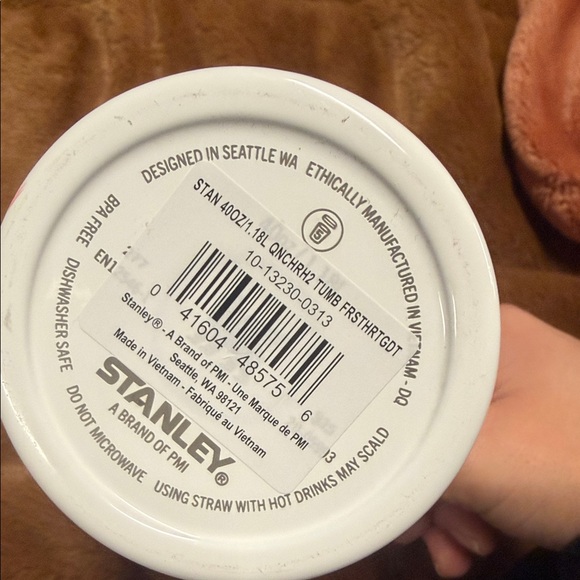 DESIGNED IN SEATTLE WA ETHICALLY MANUFACTURED IN VIETNAM - DQ
STAN 40OZ/1.18L QNCHRH2 TUMB FRSTHRTGDT
10-13230-0313
0 41604 48575 6
Stanley® - A Brand of PMI - Une Marque de PMI
Seattle, WA 98121
Made in Vietnam - Fabriqué au Vietnam
BPA FREE
DISHWASHER SAFE
DO NOT MICROWAVE
USING STRAW WITH HOT DRINKS MAY SCALD
STANLEY®
A BRAND OF PMI